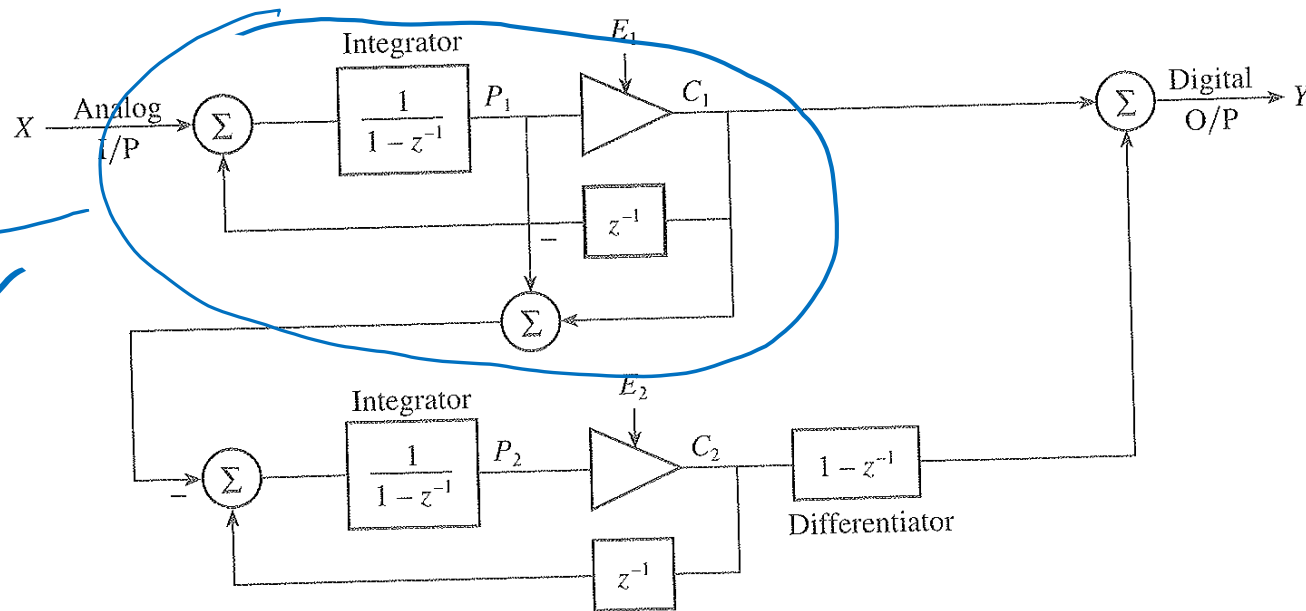 Integrator
E₁
X
Analog
I/P
Σ
1
1 − z⁻¹
P₁
C₁
Σ
Digital
O/P
Y
z⁻¹
−
Σ
Integrator
E₂
−
Σ
1
1 − z⁻¹
P₂
C₂
1 − z⁻¹
Differentiator
z⁻¹